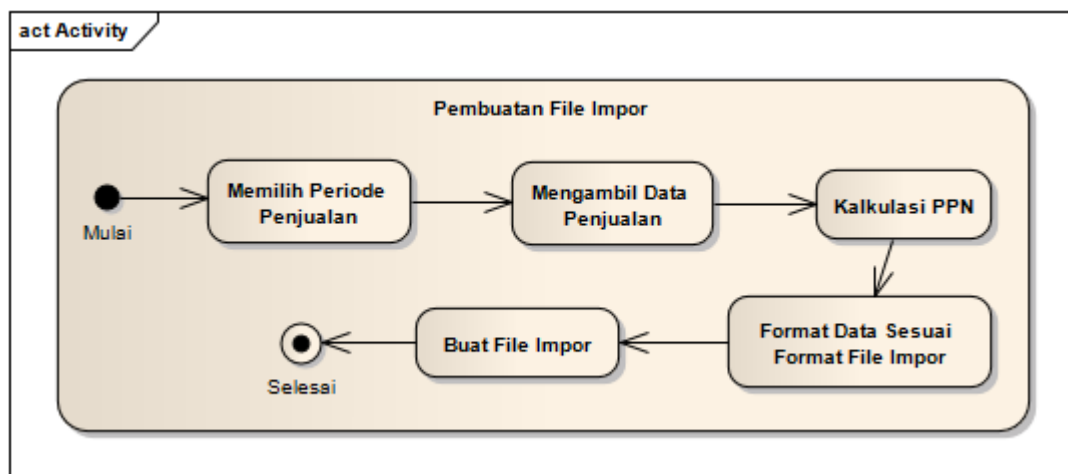 act Activity
Pembuatan File Impor
Mulai
Memilih Periode
Penjualan
Mengambil Data
Penjualan
Kalkulasi PPN
Format Data Sesuai
Format File Impor
Buat File Impor
Selesai